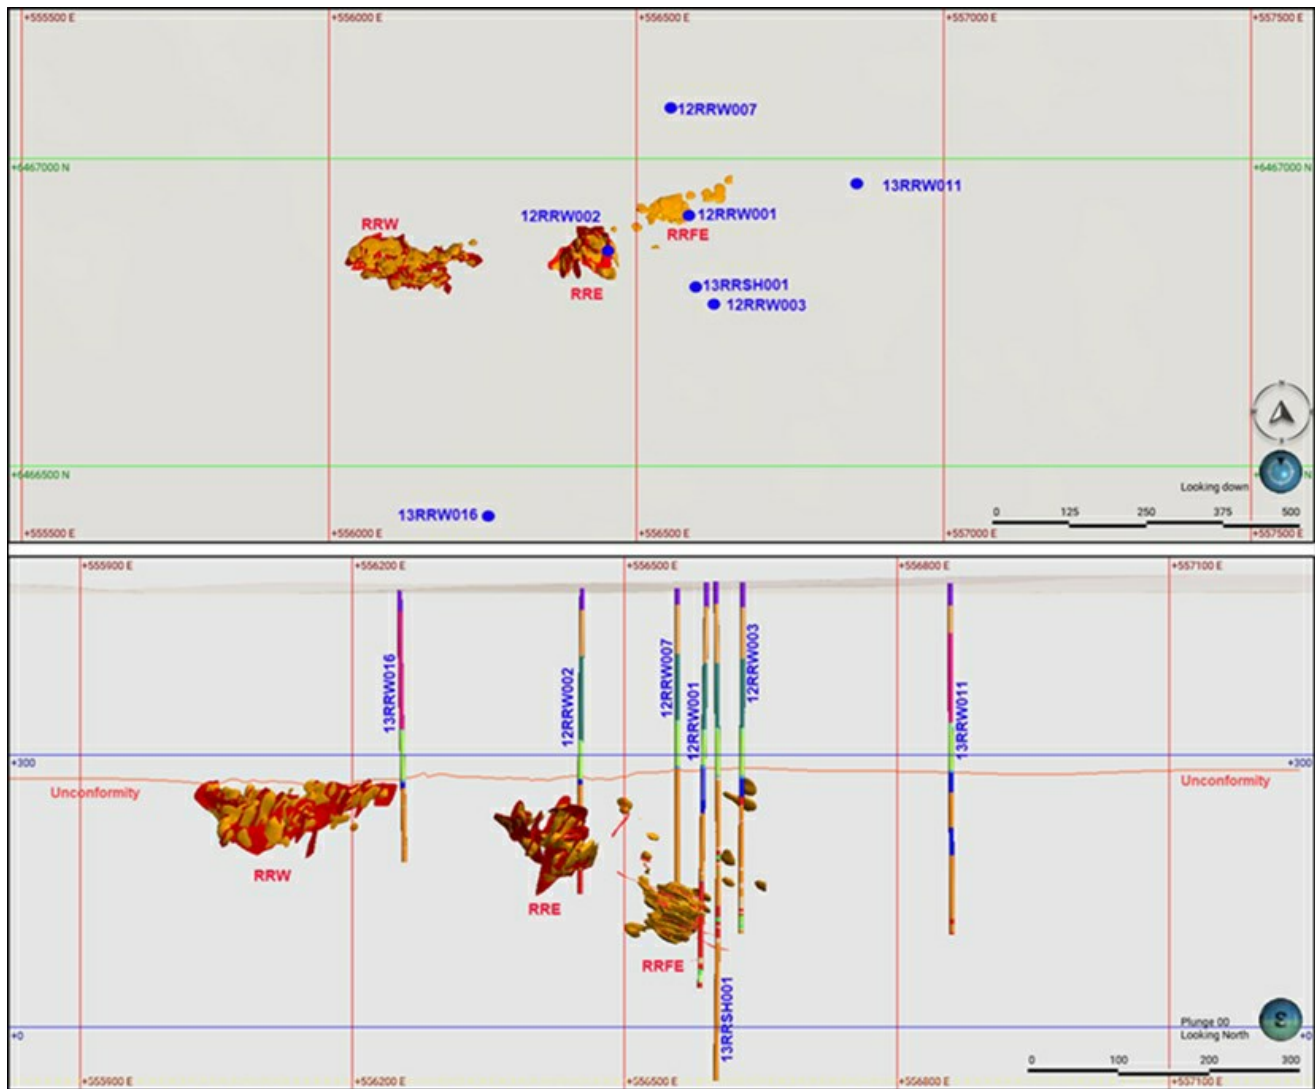 +555500 E
+556000 E
+556500 E
+557000 E
+557500 E
12RRW007
+6467000 N
+6467000 N
13RRW011
12RRW002
12RRW001
RRW
RRFE
13RRSH001
RRE
12RRW003
+6466500 N
N
Looking down
13RRW016
0
125
250
375
500
+555500 E
+556000 E
+556500 E
+557000 E
+557500 E
+555900 E
+556200 E
+556500 E
+556800 E
+557100 E
13RRW016
12RRW002
12RRW007
12RRW001
12RRW003
13RRW011
+300
+300
Unconformity
Unconformity
RRW
RRE
RRFE
13RRSH001
Plunge 00
Looking North
+0
+0
0
100
200
300
+555900 E
+556200 E
+556500 E
+556800 E
+557100 E